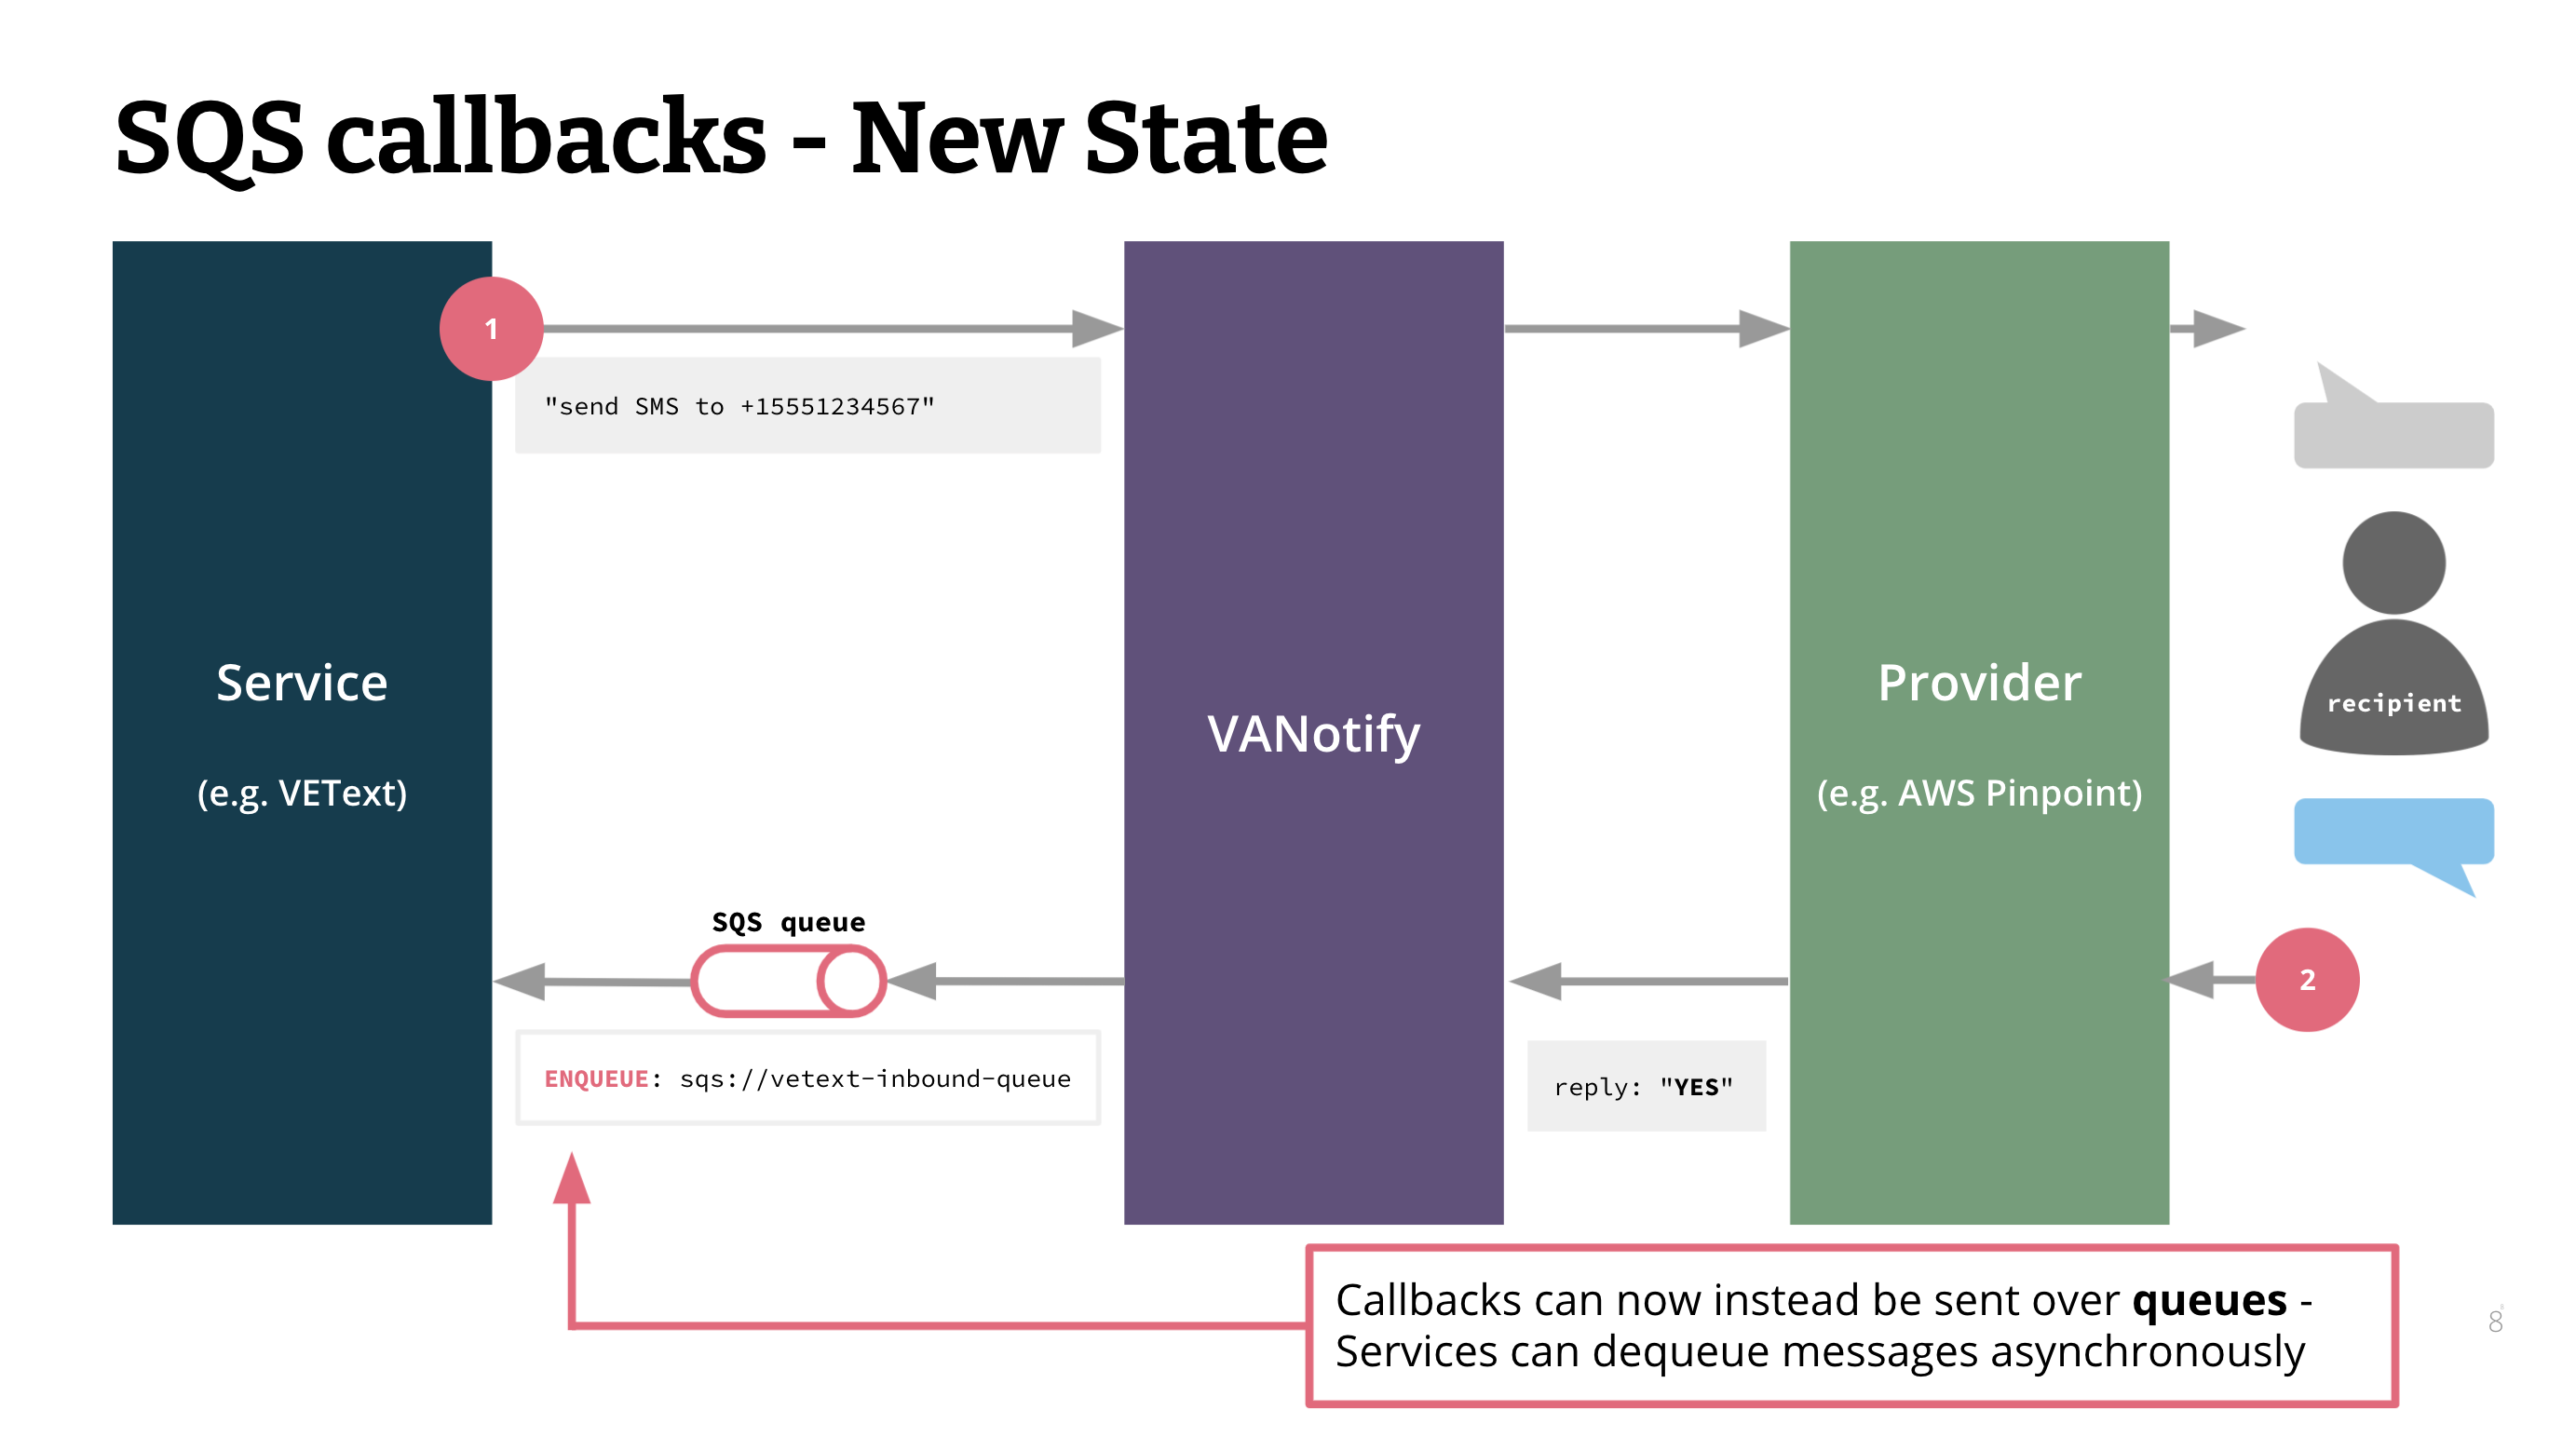 SQS callbacks - New State
1
"send SMS to +15551234567"
Service
(e.g. VEText)
VANotify
Provider
(e.g. AWS Pinpoint)
recipient
SQS queue
2
ENQUEUE: sqs://vetext-inbound-queue
reply: "YES"
Callbacks can now instead be sent over queues -
Services can dequeue messages asynchronously
8